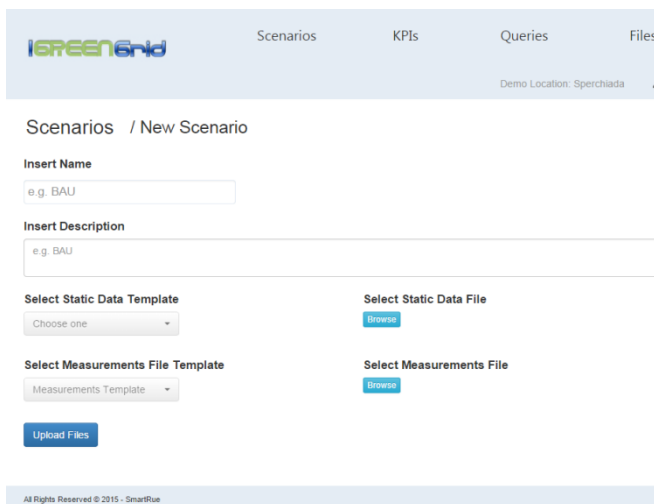 IGREENGrid
Scenarios KPIs Queries Files
Demo Location: Sperchiada
Scenarios / New Scenario
Insert Name
e.g. BAU
Insert Description
e.g. BAU
Select Static Data Template Select Static Data File
Choose one Browse
Select Measurements File Template Select Measurements File
Measurements Template Browse
Upload Files
All Rights Reserved © 2015 - SmartRue